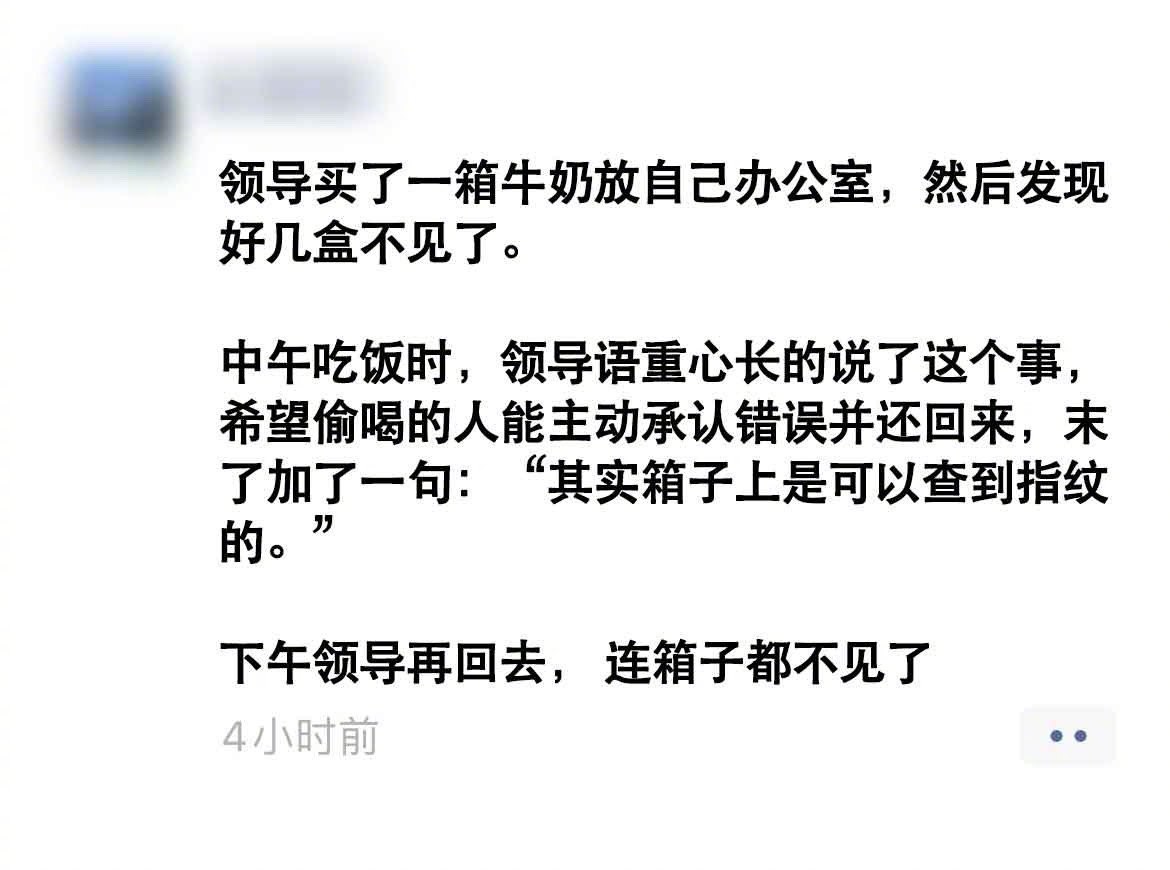 领导买了一箱牛奶放自己办公室，然后发现
好几盒不见了。
中午吃饭时，领导语重心长的说了这个事，
希望偷喝的人能主动承认错误并还回来，末
了加了一句：“其实箱子上是可以查到指纹
的。”
下午领导再回去， 连箱子都不见了
4小时前